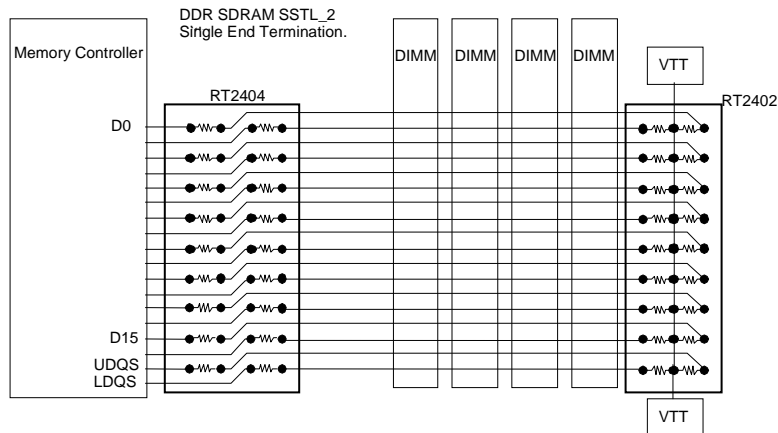 DDR SDRAM SSTL_2
Single End Termination.
Memory Controller
DIMM
DIMM
DIMM
DIMM
VTT
RT2404
RT2402
D0
D15
UDQS
LDQS
VTT